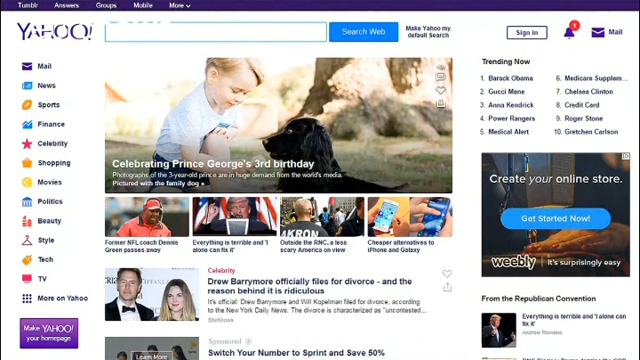 Tumblr Answers Groups Mobile More
YAHOO!
Search Web
Make Yahoo my
default Search
Sign in
1
Mail
Mail
News
Sports
Finance
Celebrity
Shopping
Movies
Politics
Beauty
Style
Tech
TV
More on Yahoo
Make YAHOO!
your homepage
Celebrating Prince George's 3rd birthday
Photographs of the 3-year-old prince are in huge demand from the world's media.
Pictured with the family dog »
AKRON
Former NFL coach Dennis
Green passes away
Everything is terrible and 'I
alone can fix it'
Outside the RNC, a less
scary America on view
Cheaper alternatives to
iPhone and Galaxy
Celebrity
Drew Barrymore officially files for divorce - and the
reason behind it is ridiculous
It's official: Drew Barrymore and Will Kopelman filed for divorce, according
to the New York Daily News. The divorce is characterized as "uncontested...
SheKnows
Learn More
Sponsored
Switch Your Number to Sprint and Save 50%
Trending Now
1. Barack Obama
2. Gucci Mane
3. Anna Kendrick
4. Power Rangers
5. Medical Alert
6. Medicare Supplem...
7. Chelsea Clinton
8. Credit Card
9. Roger Stone
10. Gretchen Carlson
Create your online store.
Get Started Now!
weebly It's surprisingly easy
From the Republican Convention
Everything is terrible and 'I alone can
fix it'
Andrew Romano